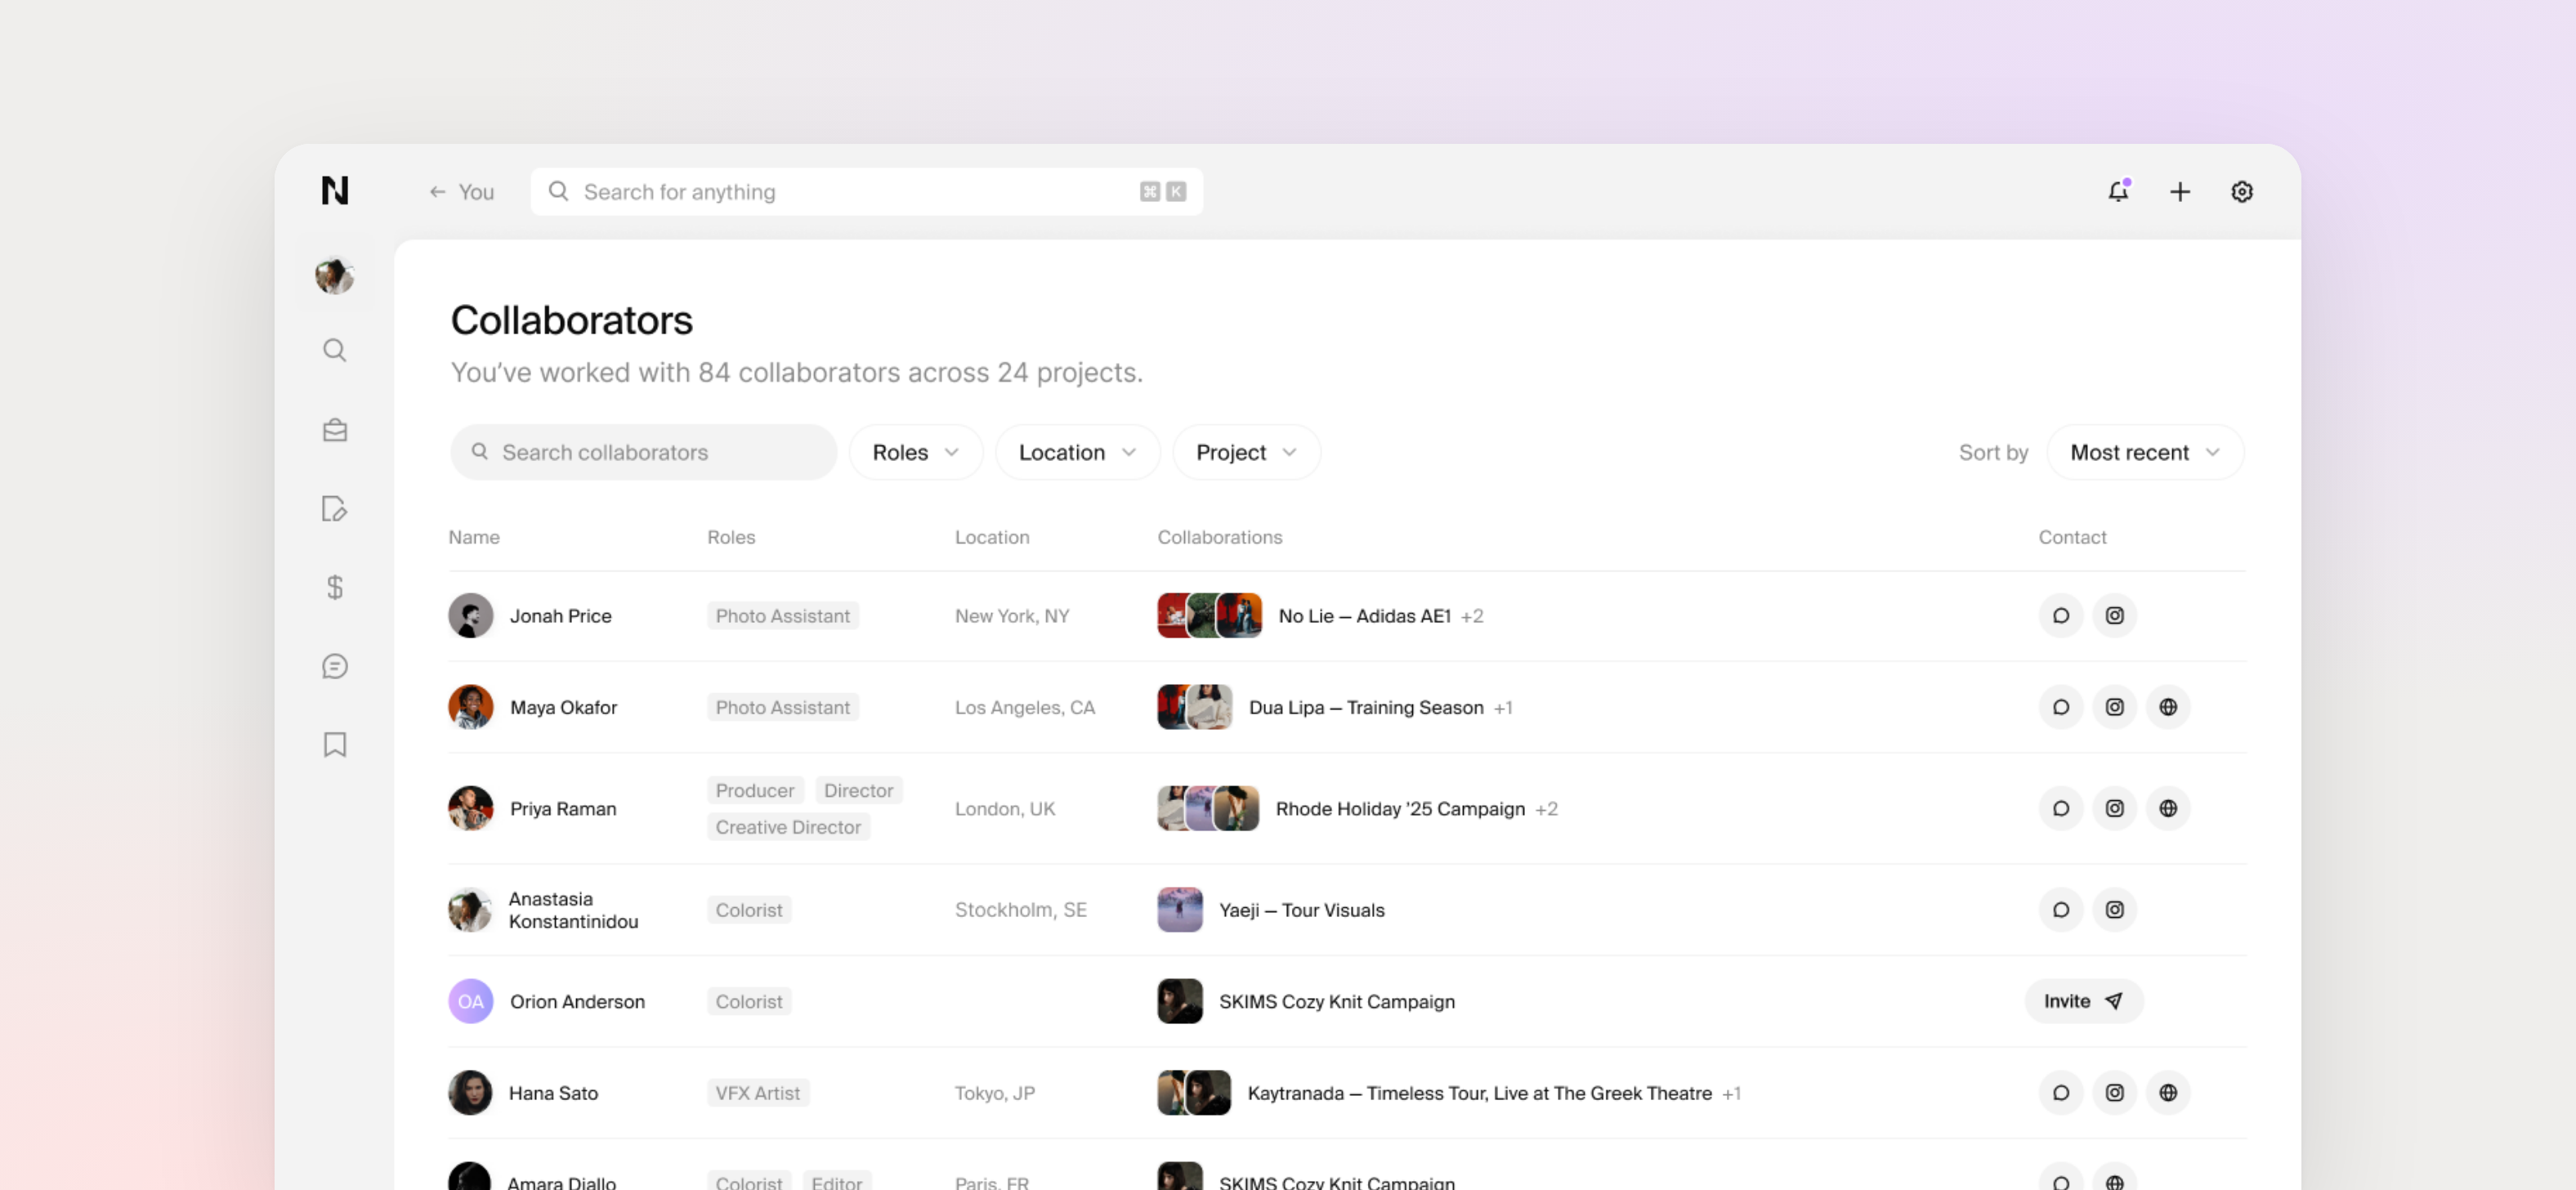 N
← You
Search for anything
⌘ K
Collaborators
You’ve worked with 84 collaborators across 24 projects.
Search collaborators
Roles
Location
Project
Sort by
Most recent
Name Roles Location Collaborations Contact
Jonah Price Photo Assistant New York, NY No Lie – Adidas AE1 +2
Maya Okafor Photo Assistant Los Angeles, CA Dua Lipa – Training Season +1
Priya Raman Producer Director Creative Director London, UK Rhode Holiday ’25 Campaign +2
Anastasia Konstantinidou Colorist Stockholm, SE Yaeji – Tour Visuals
OA Orion Anderson Colorist SKIMS Cozy Knit Campaign Invite
Hana Sato VFX Artist Tokyo, JP Kaytranada – Timeless Tour, Live at The Greek Theatre +1
Amara Diallo Colorist Editor Paris, FR SKIMS Cozy Knit Campaign